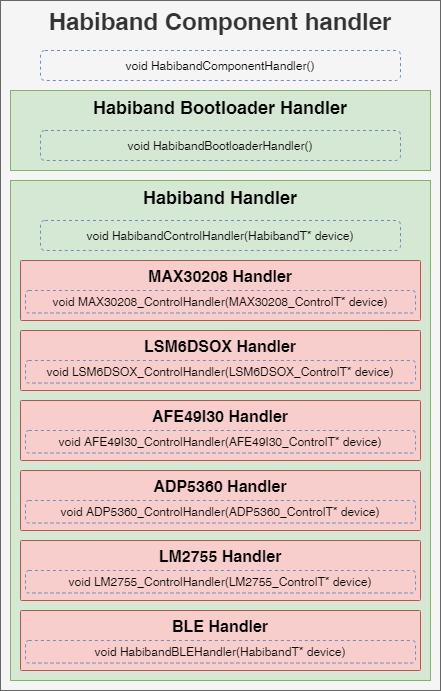 Habiband Component handler
void HabibandComponentHandler()
Habiband Bootloader Handler
void HabibandBootloaderHandler()
Habiband Handler
void HabibandControlHandler(HabibandT* device)
MAX30208 Handler
void MAX30208_ControlHandler(MAX30208_ControlT* device)
LSM6DSOX Handler
void LSM6DSOX_ControlHandler(LSM6DSOX_ControlT* device)
AFE49I30 Handler
void AFE49I30_ControlHandler(AFE49I30_ControlT* device)
ADP5360 Handler
void ADP5360_ControlHandler(ADP5360_ControlT* device)
LM2755 Handler
void LM2755_ControlHandler(LM2755_ControlT* device)
BLE Handler
void HabibandBLEHandler(HabibandT* device)